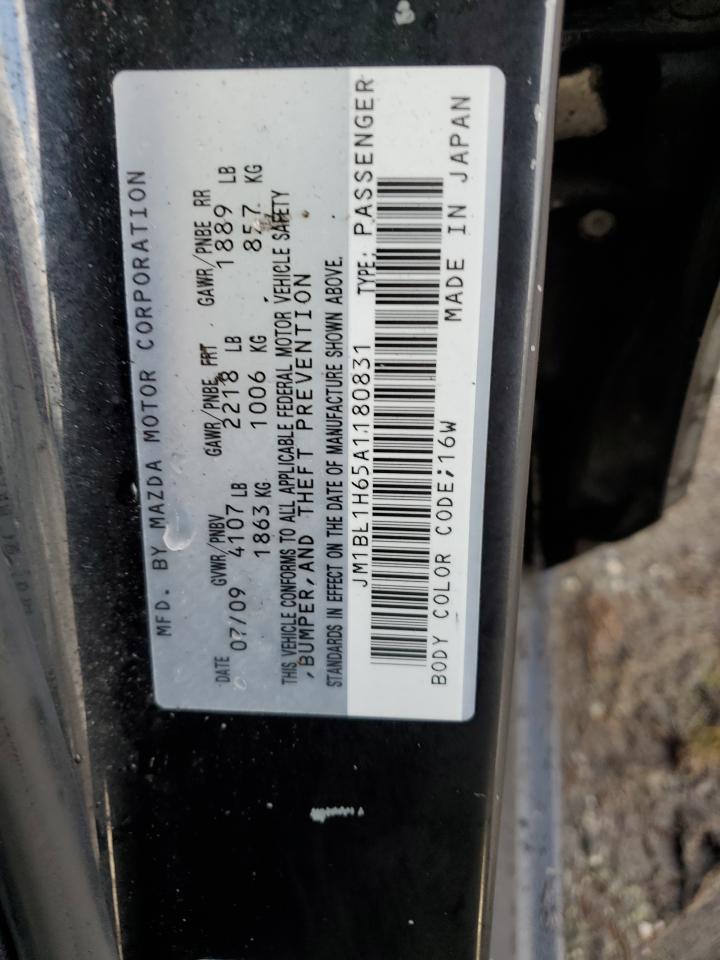 MFD. BY MAZDA MOTOR CORPORATION
DATE GVWR/PNBV GAWR/PNBE FRT GAWR/PNBE RR
07/09 4107 LB 2218 LB 1889 LB
1863 KG 1006 KG 857 KG
THIS VEHICLE CONFORMS TO ALL APPLICABLE FEDERAL MOTOR VEHICLE SAFETY
,BUMPER,AND THEFT PREVENTION
STANDARDS IN EFFECT ON THE DATE OF MANUFACTURE SHOWN ABOVE.
JM1BL1H65A1180831 TYPE; PASSENGER
BODY COLOR CODE;16W MADE IN JAPAN